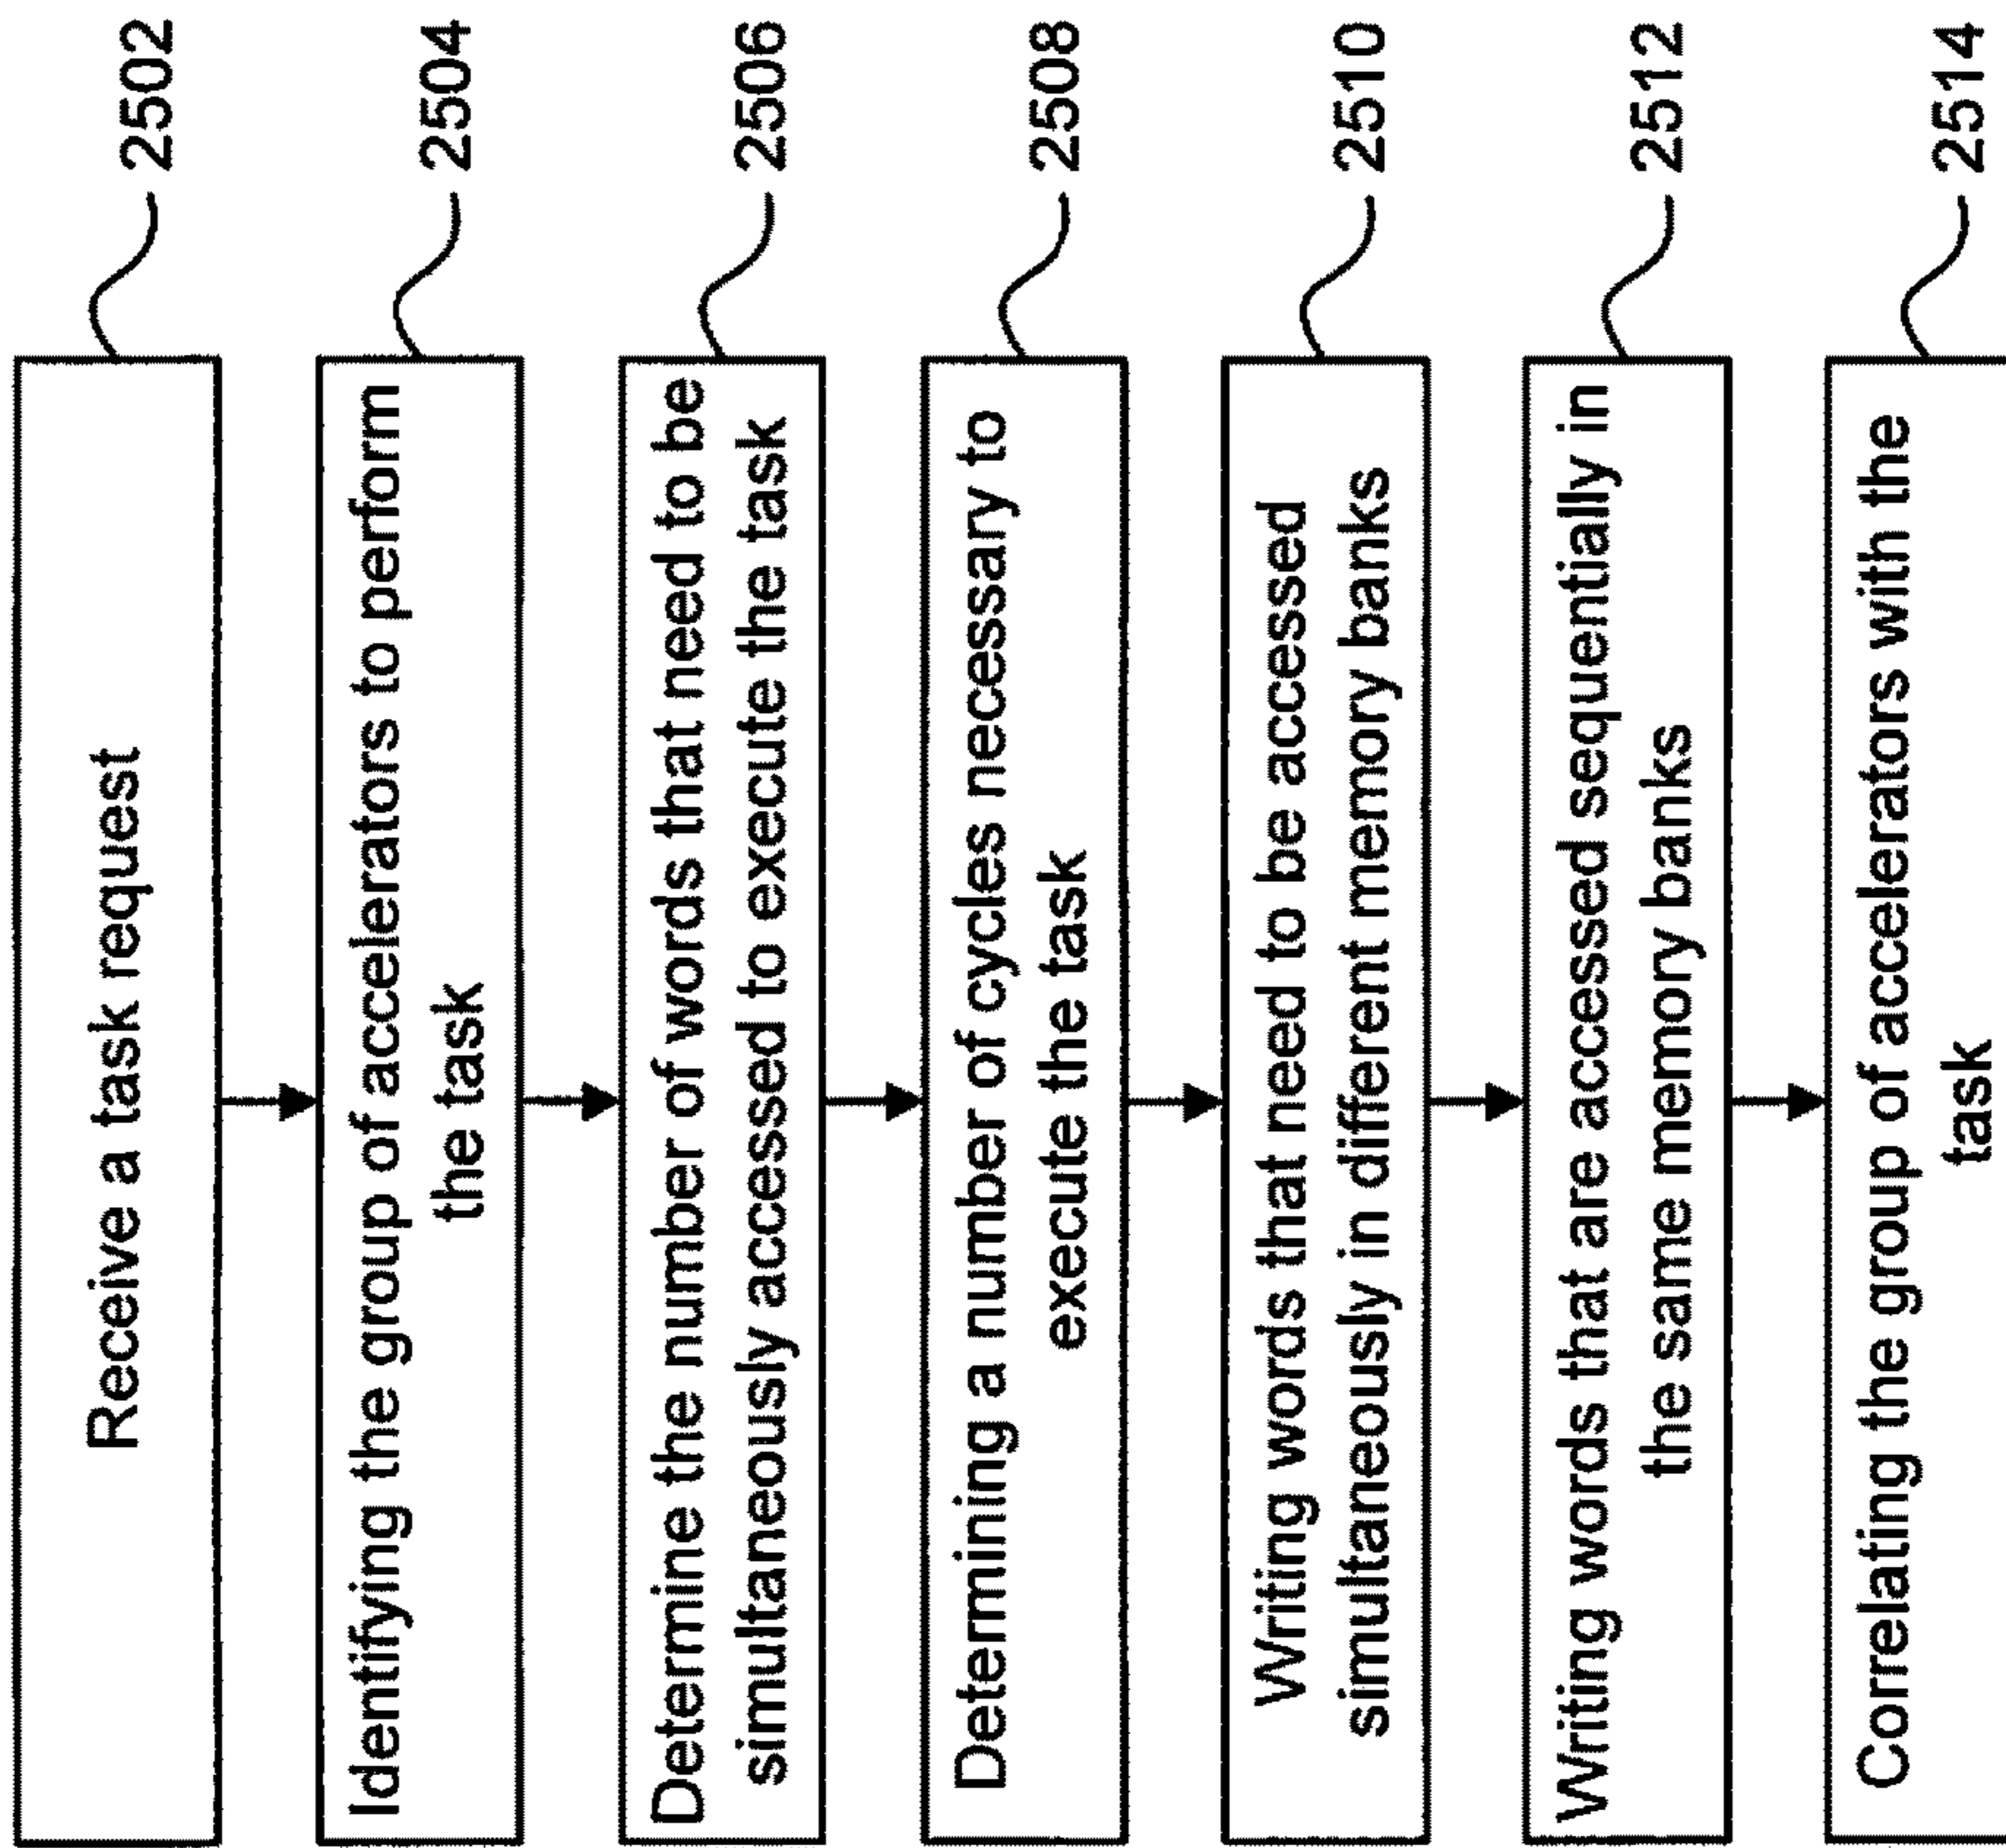 Receive a task request
2502
Identifying the group of accelerators to perform
the task
2504
Determine the number of words that need to be
simultaneously accessed to execute the task
2506
Determining a number of cycles necessary to
execute the task
2508
Writing words that need to be accessed
simultaneously in different memory banks
2510
Writing words that are accessed sequentially in
the same memory banks
2512
Correlating the group of accelerators with the
task
2514